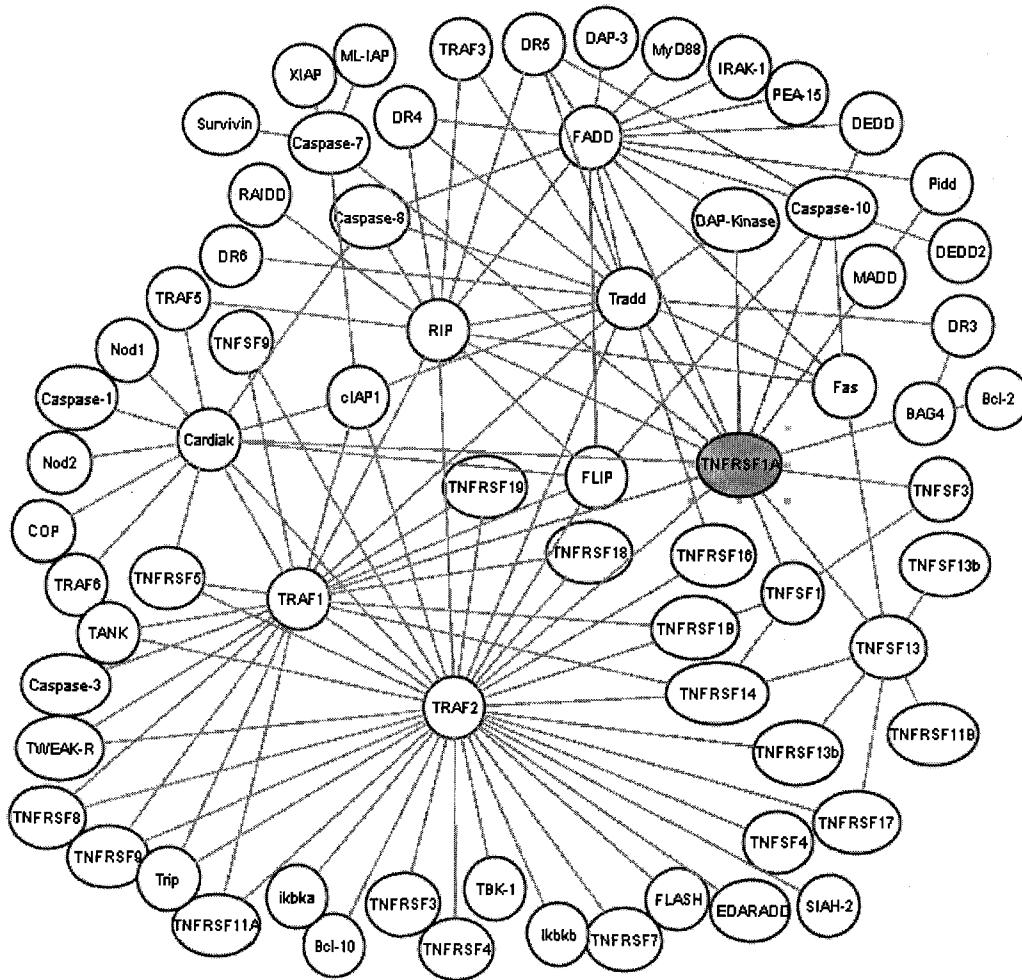 ML-IAP
TRAF3
DR5
DAP-3
MyD88
XIAP
IRAK-1
PEA-15
Survivin
Caspase-7
DR4
FADD
DEDD
RAIDD
Caspase-8
DAP-Kinase
Caspase-10
Pidd
DR6
DEDD2
TRAF5
Tradd
MADD
TNFSF9
RIP
DR3
Nod1
Caspase-1
cIAP1
Fas
BAG4
Bcl-2
Cardiak
Nod2
TNFRSF19
FLIP
TNFRSF1A
TNFSF3
COP
TRAF6
TNFRSF5
TNFRSF18
TNFRSF16
TNFSF13b
TRAF1
TNFSF1
TANK
TNFRSF1B
TNFSF13
Caspase-3
TRAF2
TNFRSF14
TWEAK-R
TNFRSF13b
TNFRSF11B
TNFRSF8
TNFRSF9
TNFSF4
TNFRSF17
Trip
ikbka
TNFRSF3
TBK-1
FLASH
EDARADD
SIAH-2
TNFRSF11A
Bcl-10
TNFRSF4
ikbkb
TNFRSF7